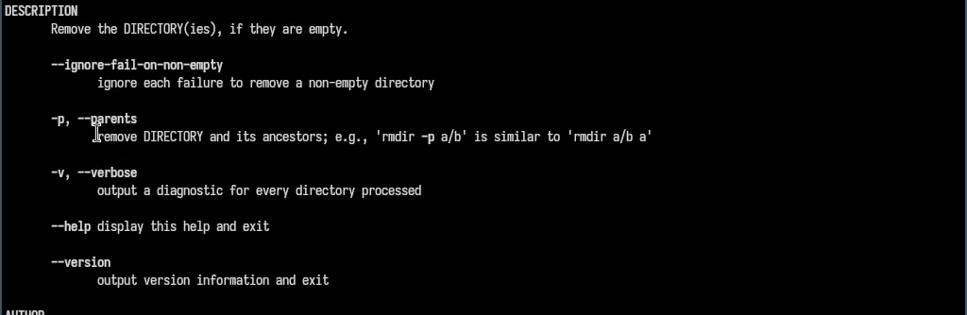 DESCRIPTION
Remove the DIRECTORY(ies), if they are empty.
--ignore-fail-on-non-empty
ignore each failure to remove a non-empty directory
-p, --parents
remove DIRECTORY and its ancestors; e.g., 'rmdir -p a/b' is similar to 'rmdir a/b a'
-v, --verbose
output a diagnostic for every directory processed
--help display this help and exit
--version
output version information and exit
AUTHOR